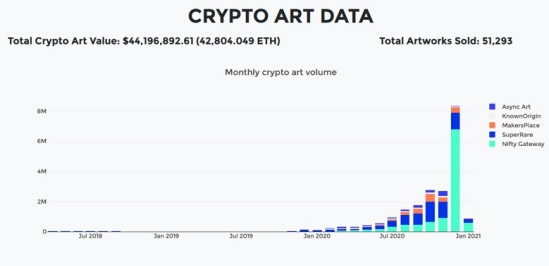 CRYPTO ART DATA
Total Crypto Art Value: $44,196,892.61 (42,804.049 ETH)
Total Artworks Sold: 51,293
Monthly crypto art volume
8M
6M
4M
2M
0
Jul 2018
Jan 2019
Jul 2019
Jan 2020
Jul 2020
Jan 2021
Async Art
KnownOrigin
MakersPlace
SuperRare
Nifty Gateway